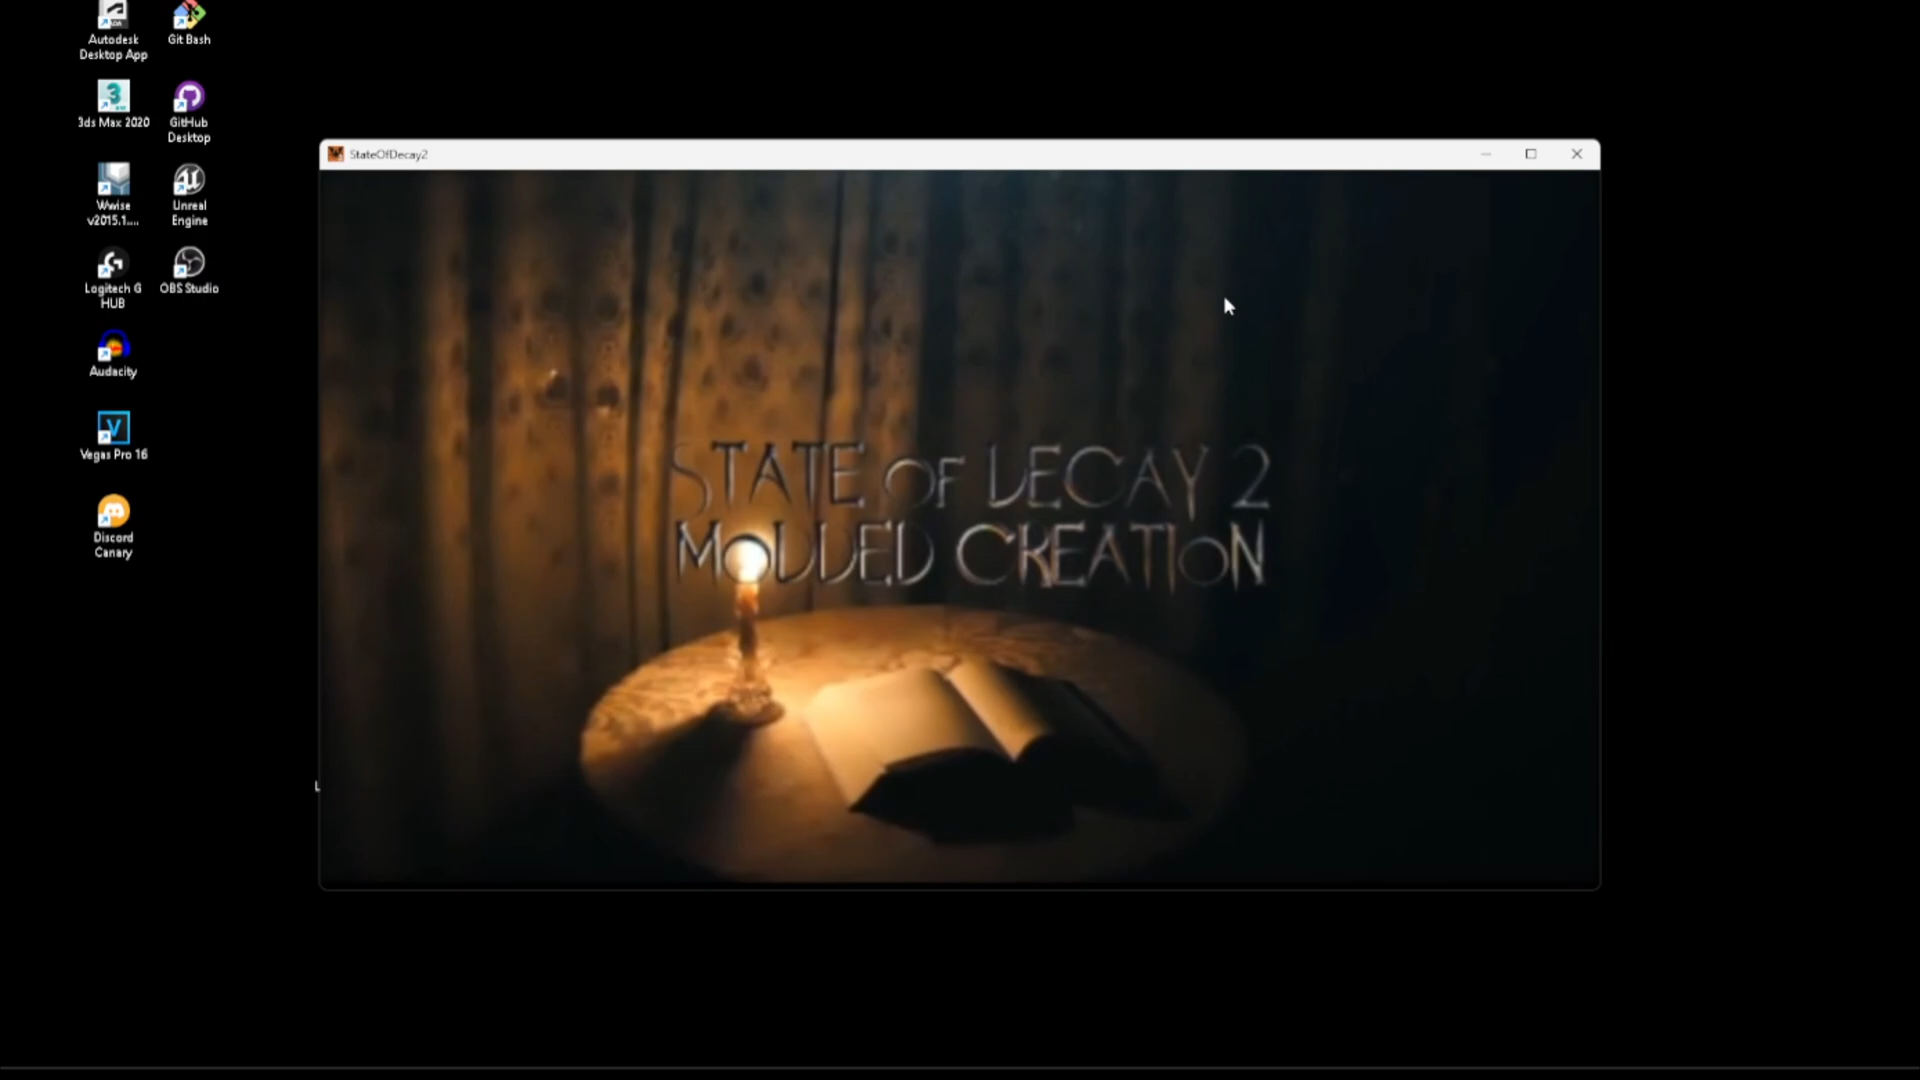 Autodesk
Desktop App
Git Bash
3ds Max 2020
GitHub
Desktop
Wwise
v2015.1....
Unreal
Engine
Logitech G
HUB
OBS Studio
Audacity
Vegas Pro 16
Discord
Canary
L
StateOfDecay2
STATE OF DECAY 2
MODDED CREATION